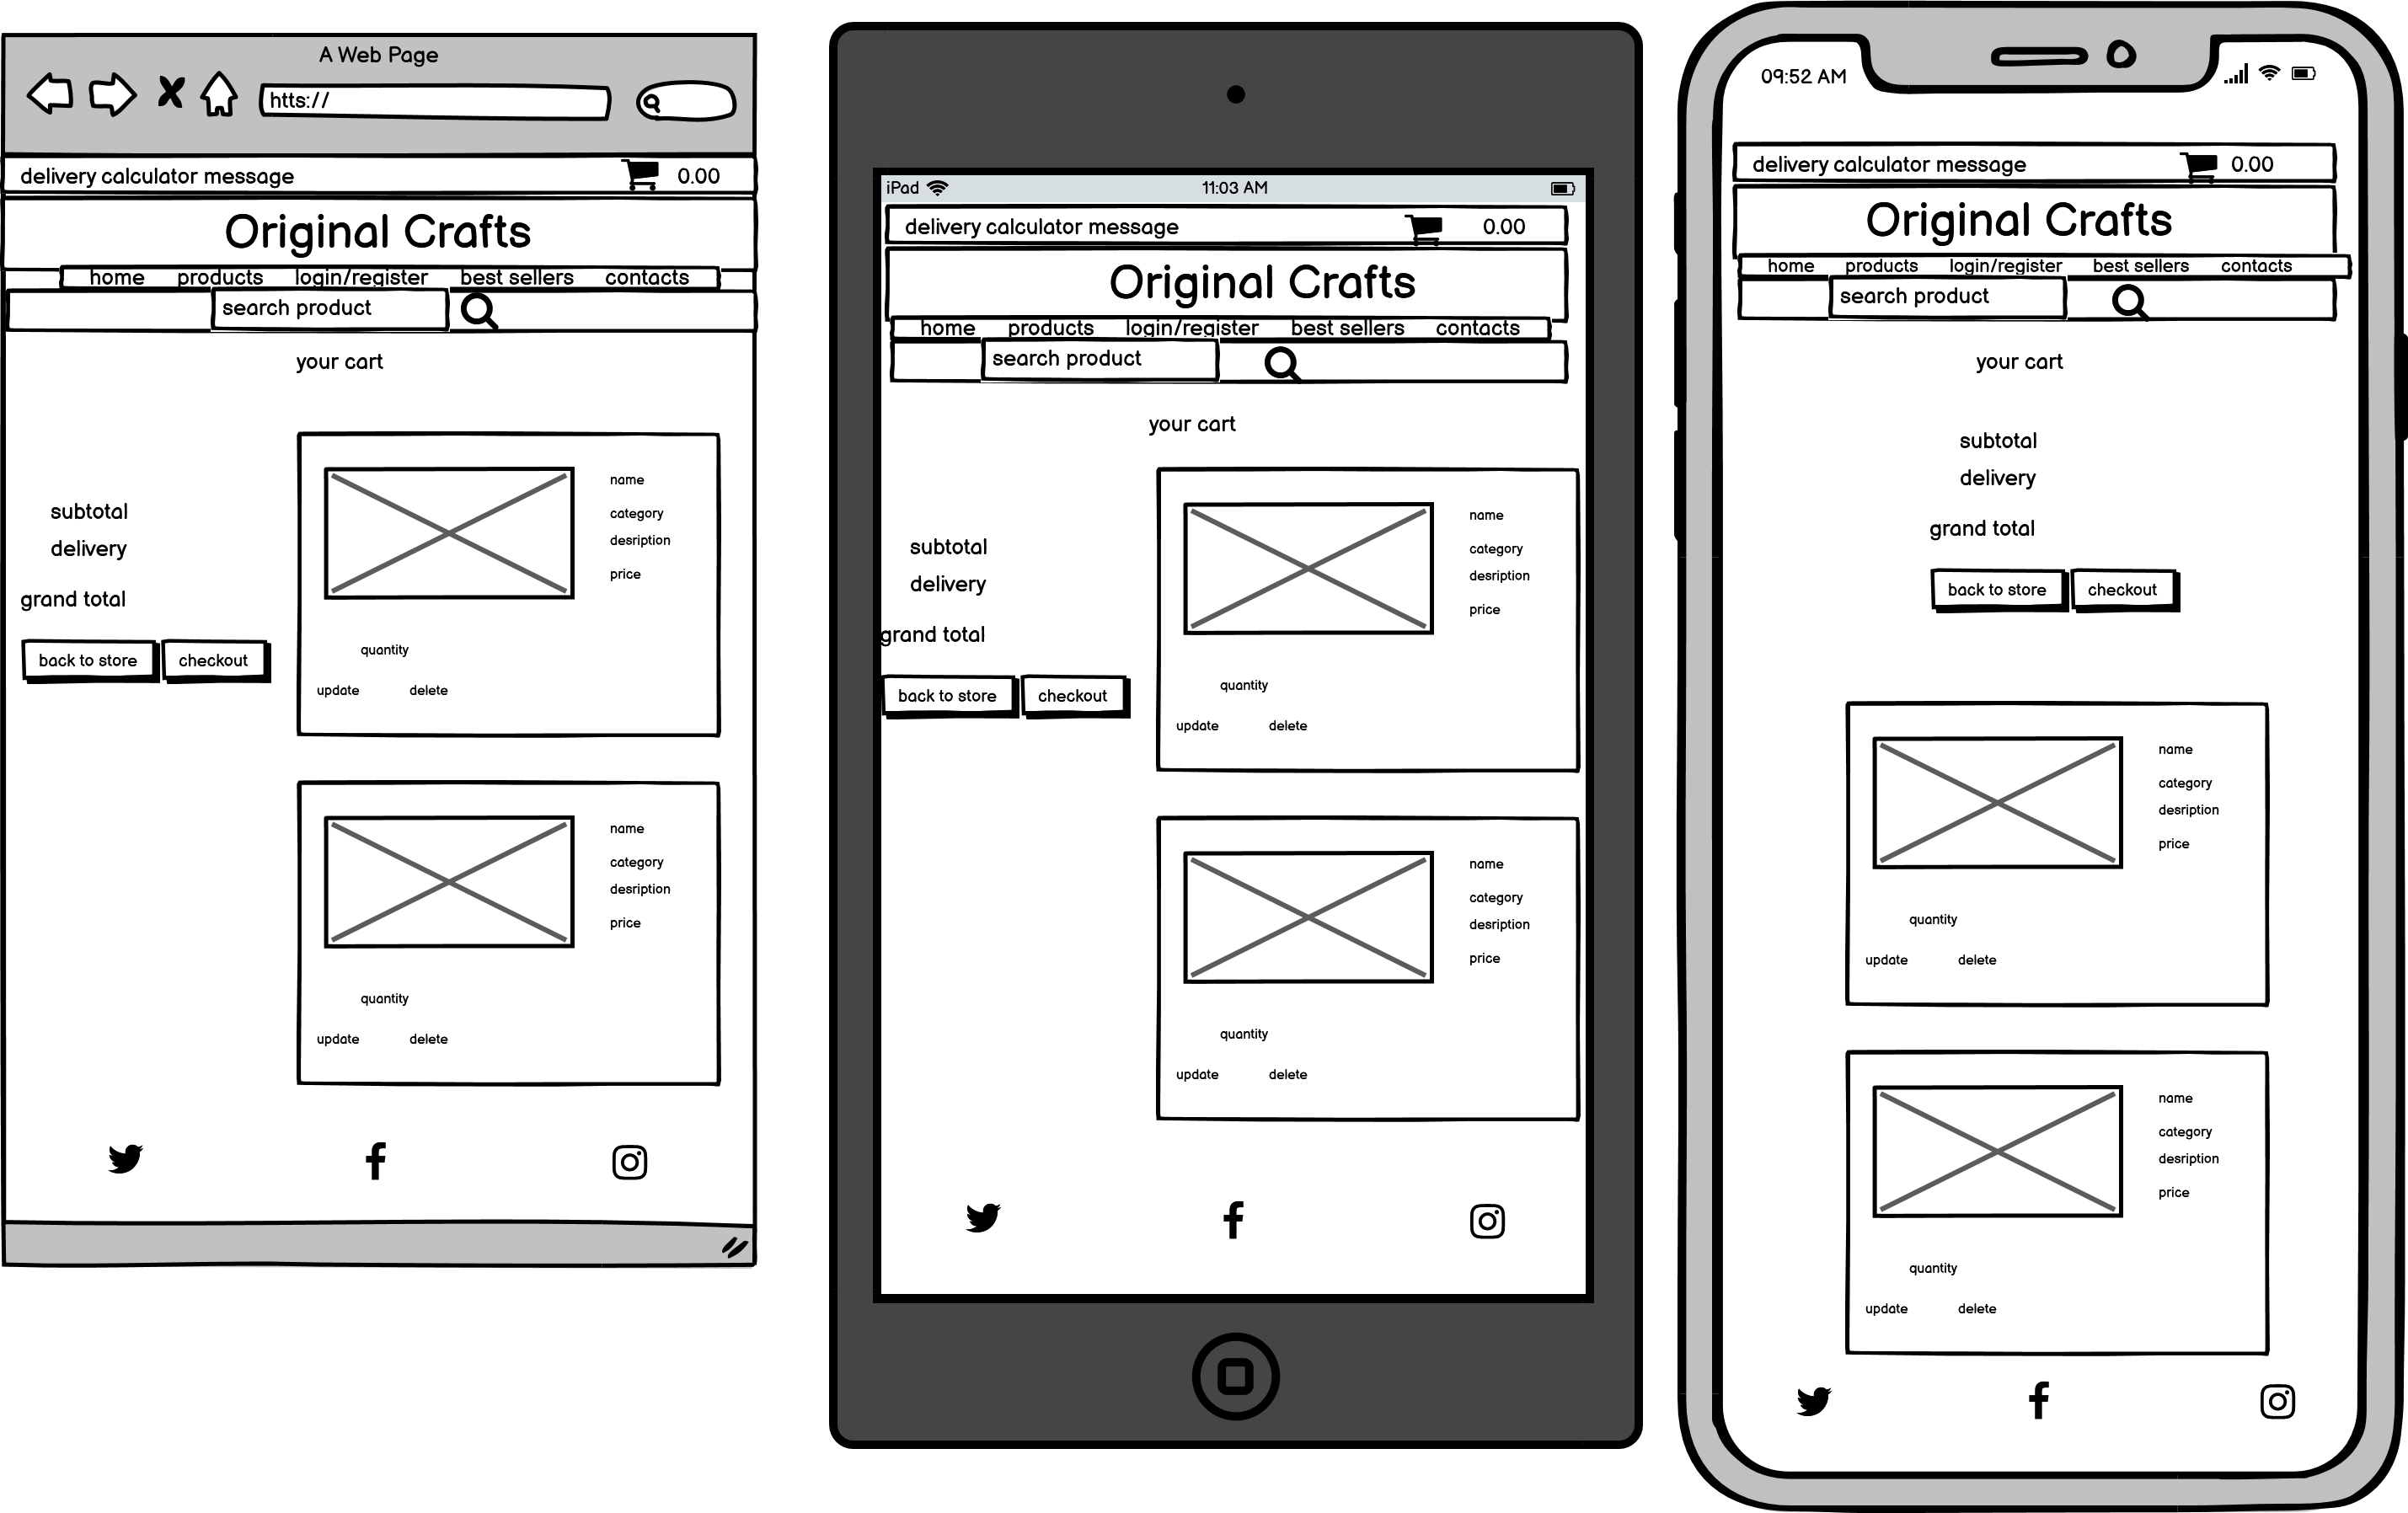 A Web Page
htts://
delivery calculator message 0.00
Original Crafts
home products login/register best sellers contacts
search product
your cart
subtotal
delivery
grand total
back to store checkout
name
category
desription
price
quantity
update delete
name
category
desription
price
quantity
update delete
iPad 11:03 AM
delivery calculator message 0.00
Original Crafts
home products login/register best sellers contacts
search product
your cart
subtotal
delivery
grand total
back to store checkout
name
category
desription
price
quantity
update delete
name
category
desription
price
quantity
update delete
09:52 AM
delivery calculator message 0.00
Original Crafts
home products login/register best sellers contacts
search product
your cart
subtotal
delivery
grand total
back to store checkout
name
category
desription
price
quantity
update delete
name
category
desription
price
quantity
update delete